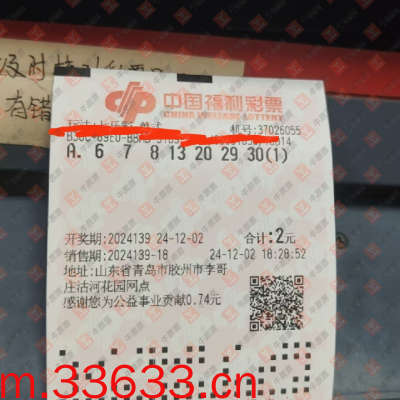 及时
有错
中国福利彩票
机号:37026055
A. 6 7 8 13 20 29 30(1)
开奖期:2024139 24-12-02 合计:2元
销售期:2024139-18 24-12-02 18:28:52
地址:山东省青岛市胶州市李哥
庄沽河花园网点
感谢您为公益事业贡献0.74元
m.33633.cn